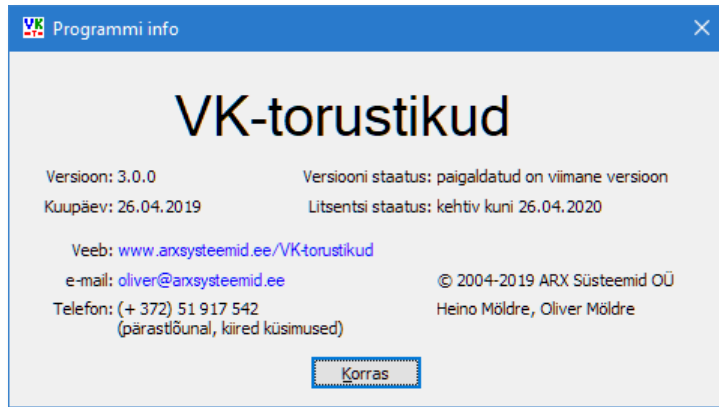 VK
-T-
Programmi info
VK-torustikud
Versioon: 3.0.0
Versiooni staatus: paigaldatud on viimane versioon
Kuupäev: 26.04.2019
Litsentsi staatus: kehtiv kuni 26.04.2020
Veeb: www.arxsysteemid.ee/VK-torustikud
e-mail: oliver@arxsysteemid.ee
© 2004-2019 ARX Süsteemid OÜ
Telefon: (+ 372) 51 917 542
Heino Möldre, Oliver Möldre
(pärastlõunal, kiired küsimused)
Korras